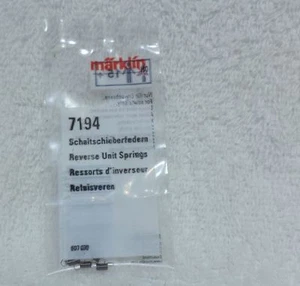 märklin
7194
Schaltschieberfedern
Reverse Unit Springs
Ressorts d'inverseur
Relaisveren